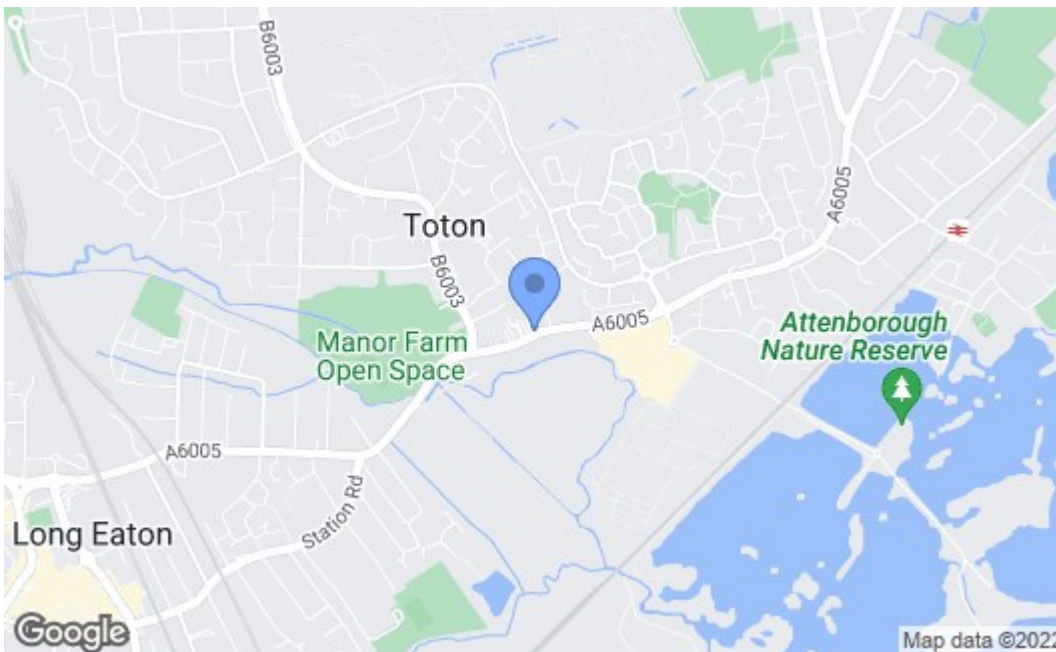 B6003
A6005
Toton
B6003
A6005
Manor Farm
Open Space
Attenborough
Nature Reserve
A6005
Station Rd
Long Eaton
Google
Map data ©2022